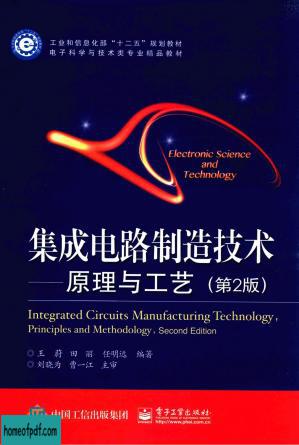 工业和信息化部“十二五”规划教材
电子科学与技术类专业精品教材
Electronic Science
and
Technology
集成电路制造技术
——原理与工艺（第2版）
Integrated Circuits Manufacturing Technology,
Principles and Methodology, Second Edition
王蔚 田丽 任明远 编著
刘晓为 曹一江 主审
中国工信出版集团 电子工业出版社
homeofpdf.com